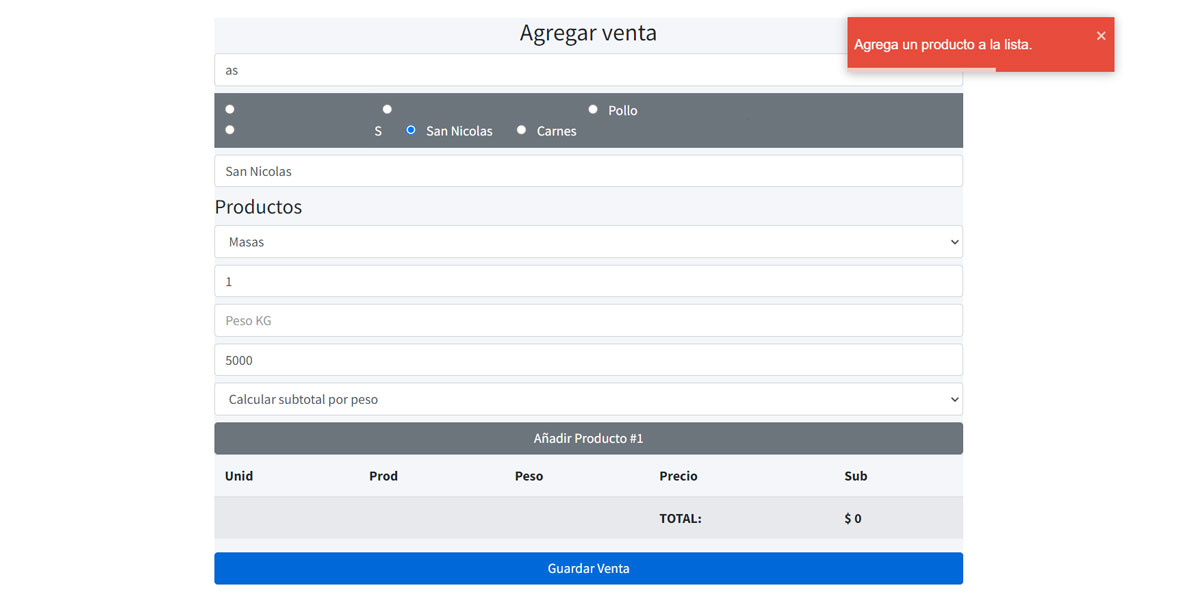 Agregar venta
Agrega un producto a la lista.
as
Pollo
S San Nicolas Carnes
San Nicolas
Productos
Masas
1
Peso KG
5000
Calcular subtotal por peso
Añadir Producto #1
Unid Prod Peso Precio Sub
TOTAL: $ 0
Guardar Venta